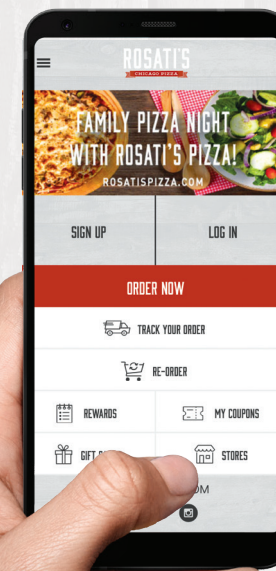 ROSATI'S
CHICAGO PIZZA
FAMILY PIZZA NIGHT
WITH ROSATI'S PIZZA!
ROSATISPIZZA.COM
SIGN UP
LOG IN
ORDER NOW
TRACK YOUR ORDER
RE-ORDER
REWARDS
MY COUPONS
GIFT
STORES